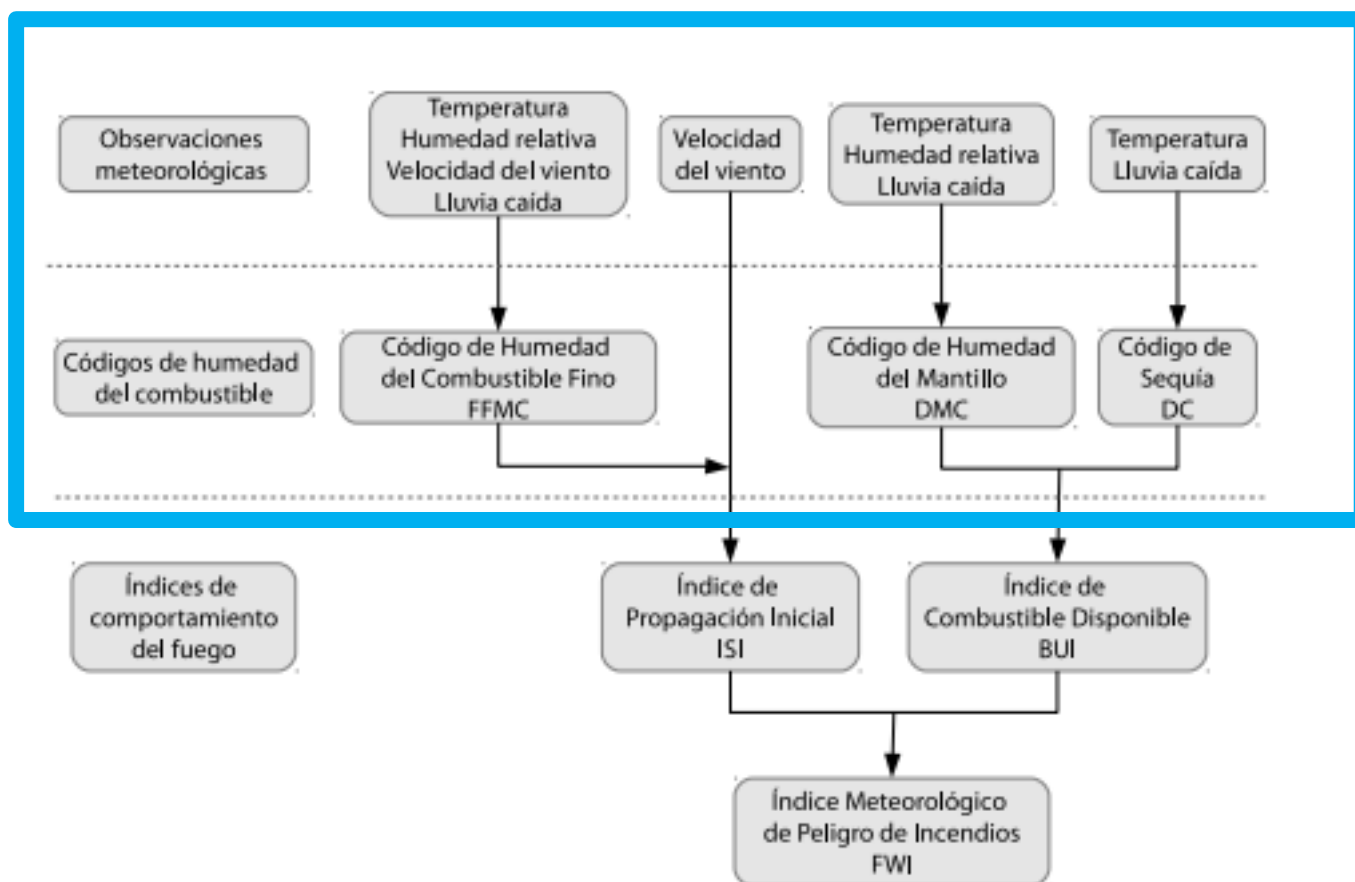 Observaciones
meteorológicas
Temperatura
Humedad relativa
Velocidad del viento
Lluvia caída
Velocidad
del viento
Temperatura
Humedad relativa
Lluvia caída
Temperatura
Lluvia caída
Códigos de humedad
del combustible
Código de Humedad
del Combustible Fino
FFMC
Código de Humedad
del Mantillo
DMC
Código de
Sequía
DC
Índices de
comportamiento
del fuego
Índice de
Propagación Inicial
ISI
Índice de
Combustible Disponible
BUI
Índice Meteorológico
de Peligro de Incendios
FWI